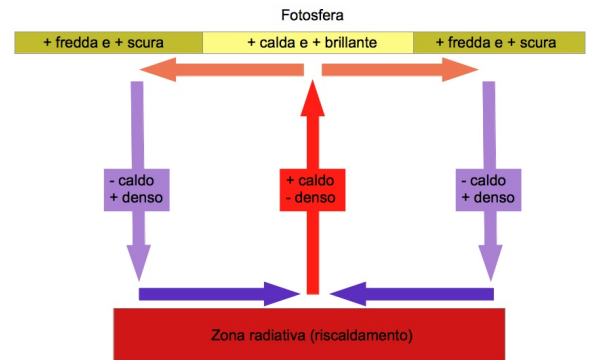 Fotosfera
+ fredda e + scura
+ calda e + brillante
+ fredda e + scura
- caldo
+ denso
+ caldo
- denso
- caldo
+ denso
Zona radiativa (riscaldamento)